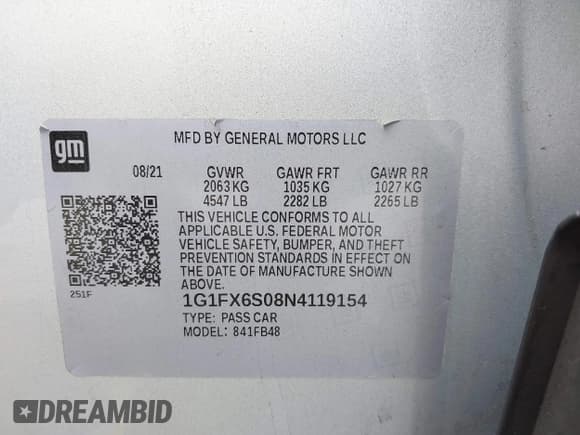 gm
MFD BY GENERAL MOTORS LLC
08/21 GVWR GAWR FRT GAWR RR
2063 KG 1035 KG 1027 KG
4547 LB 2282 LB 2265 LB
THIS VEHICLE CONFORMS TO ALL
APPLICABLE U.S. FEDERAL MOTOR
VEHICLE SAFETY, BUMPER, AND THEFT
PREVENTION STANDARDS IN EFFECT ON
THE DATE OF MANUFACTURE SHOWN
ABOVE.
251F
1G1FX6S08N4119154
TYPE: PASS CAR
MODEL: 841FB48
DREAMBID